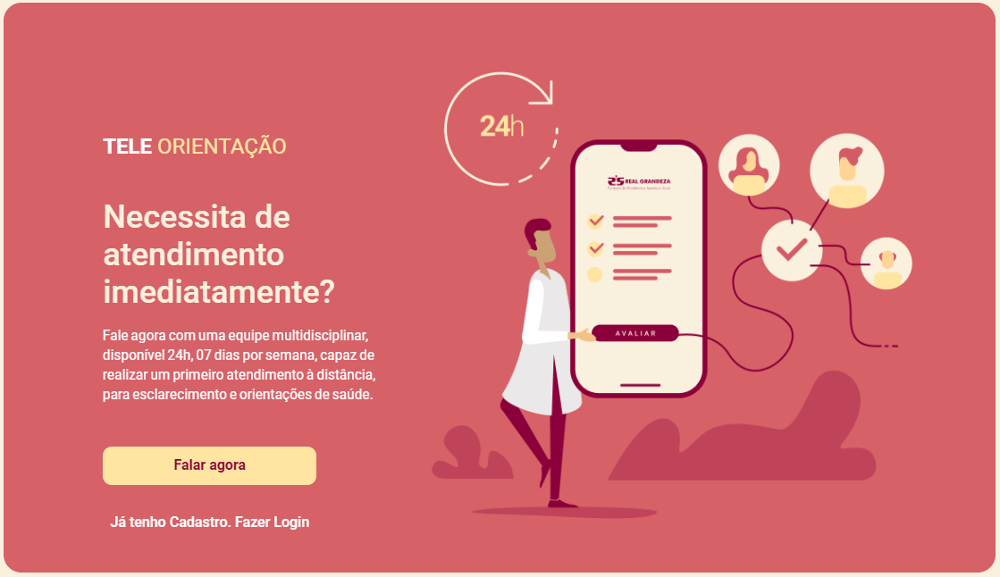 TELE ORIENTAÇÃO
Necessita de
atendimento
imediatamente?
Fale agora com uma equipe multidisciplinar,
disponível 24h, 07 dias por semana, capaz de
realizar um primeiro atendimento à distância,
para esclarecimento e orientações de saúde.
Falar agora
Já tenho Cadastro. Fazer Login
24h
REAL GRANDEZA
AVALIAR